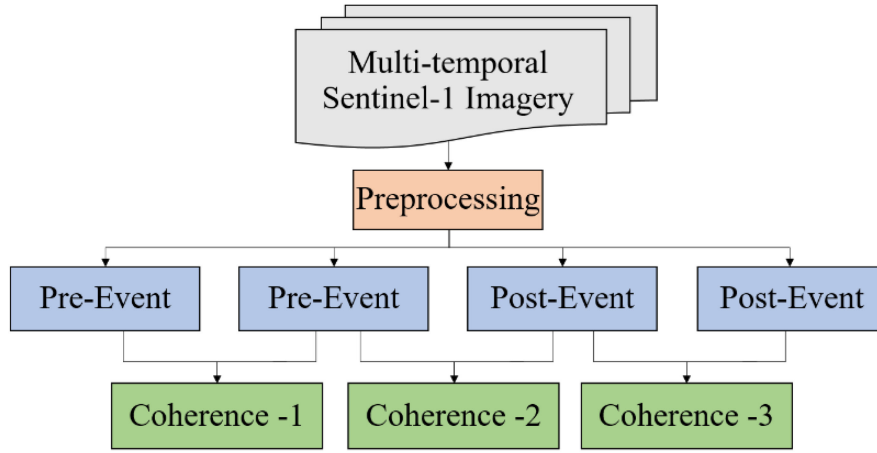 Multi-temporal
Sentinel-1 Imagery
Preprocessing
Pre-Event
Pre-Event
Post-Event
Post-Event
Coherence -1
Coherence -2
Coherence -3